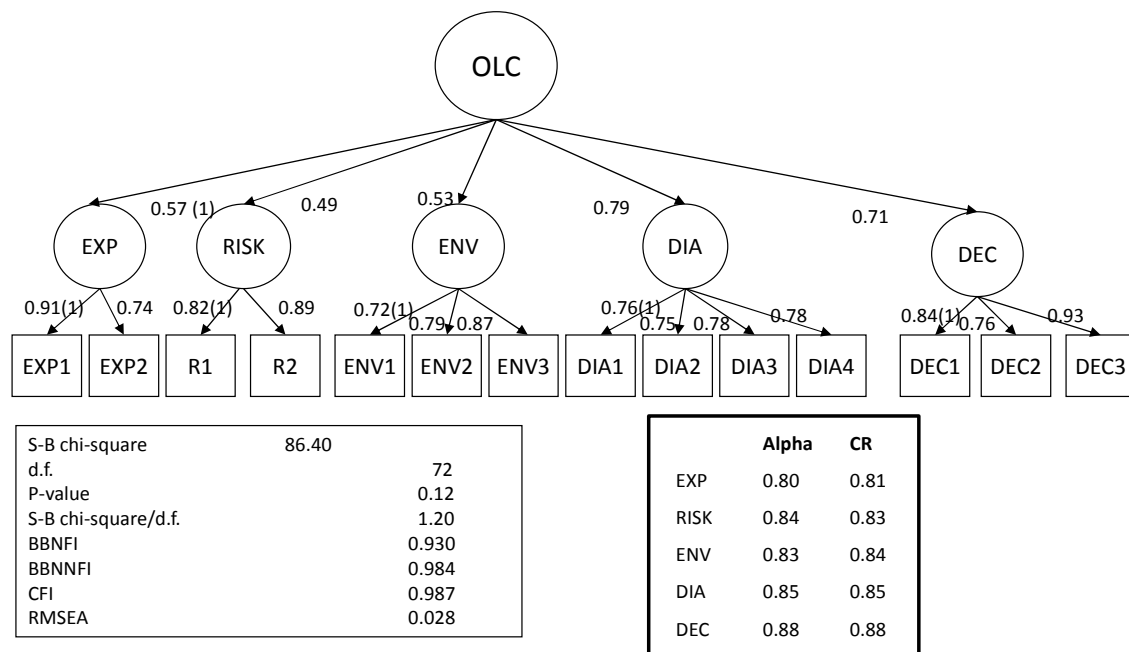 OLC
0.57 (1) 0.49 0.53 0.79 0.71
EXP RISK ENV DIA DEC
0.91(1) 0.74 0.82(1) 0.89 0.72(1) 0.79 0.87 0.76(1) 0.75 0.78 0.78 0.84(1) 0.76 0.93
EXP1 EXP2 R1 R2 ENV1 ENV2 ENV3 DIA1 DIA2 DIA3 DIA4 DEC1 DEC2 DEC3
S-B chi-square 86.40
d.f. 72
P-value 0.12
S-B chi-square/d.f. 1.20
BBNFI 0.930
BBNNFI 0.984
CFI 0.987
RMSEA 0.028
Alpha CR
EXP 0.80 0.81
RISK 0.84 0.83
ENV 0.83 0.84
DIA 0.85 0.85
DEC 0.88 0.88